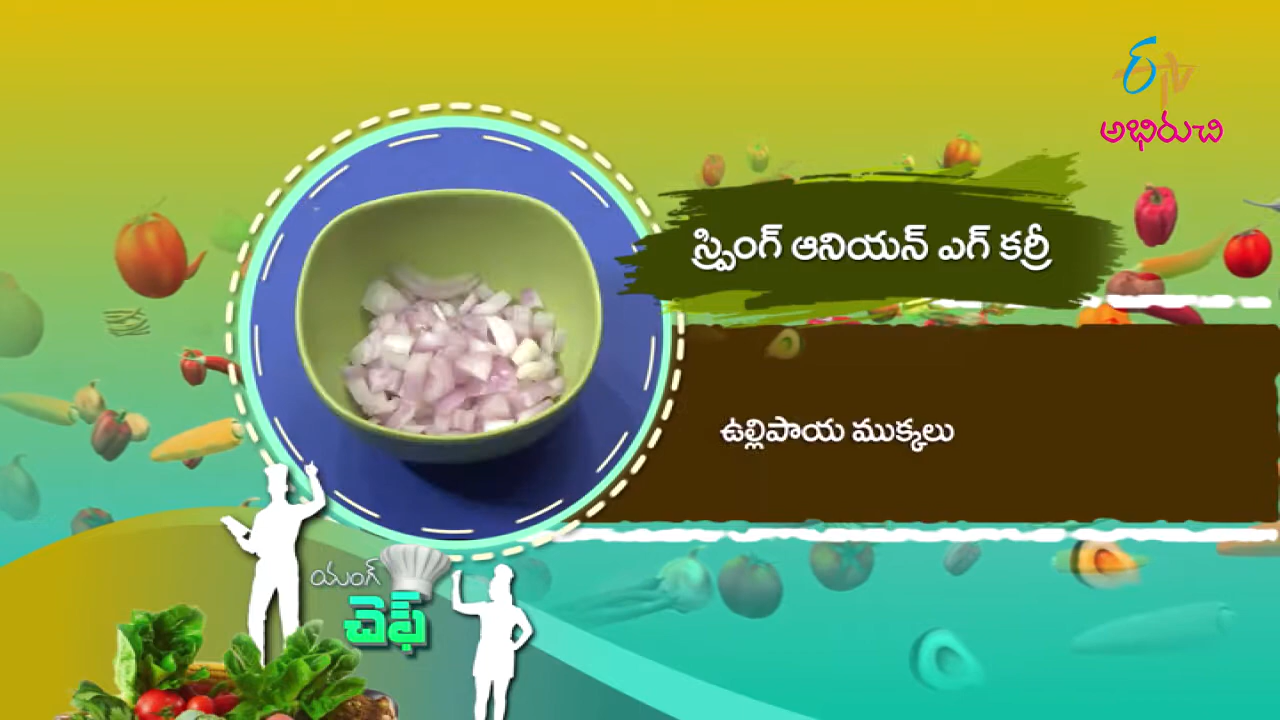 ETV
అభిరుచి
స్ప్రింగ్ ఆనియన్ ఎగ్ కర్రీ
ఉల్లిపాయ ముక్కలు
యంగ్
చెఫ్